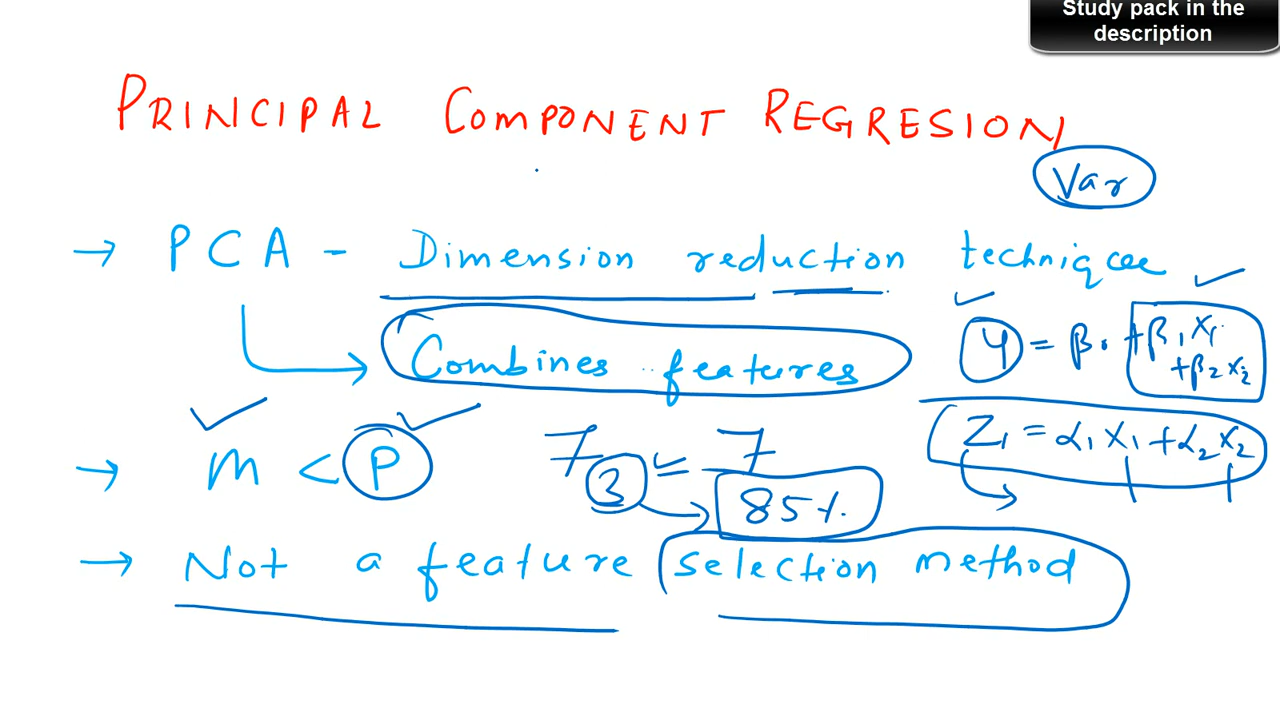 Study pack in the
description
PRINCIPAL COMPONENT REGRESION
Var
→ PCA - Dimension reduction technique
Combines features
Y = β₀ + β₁X₁
+ β₂X₂
Z₁ = α₁X₁ + α₂X₂
→ M < P
7 7
3 85%
→ Not a feature selection method